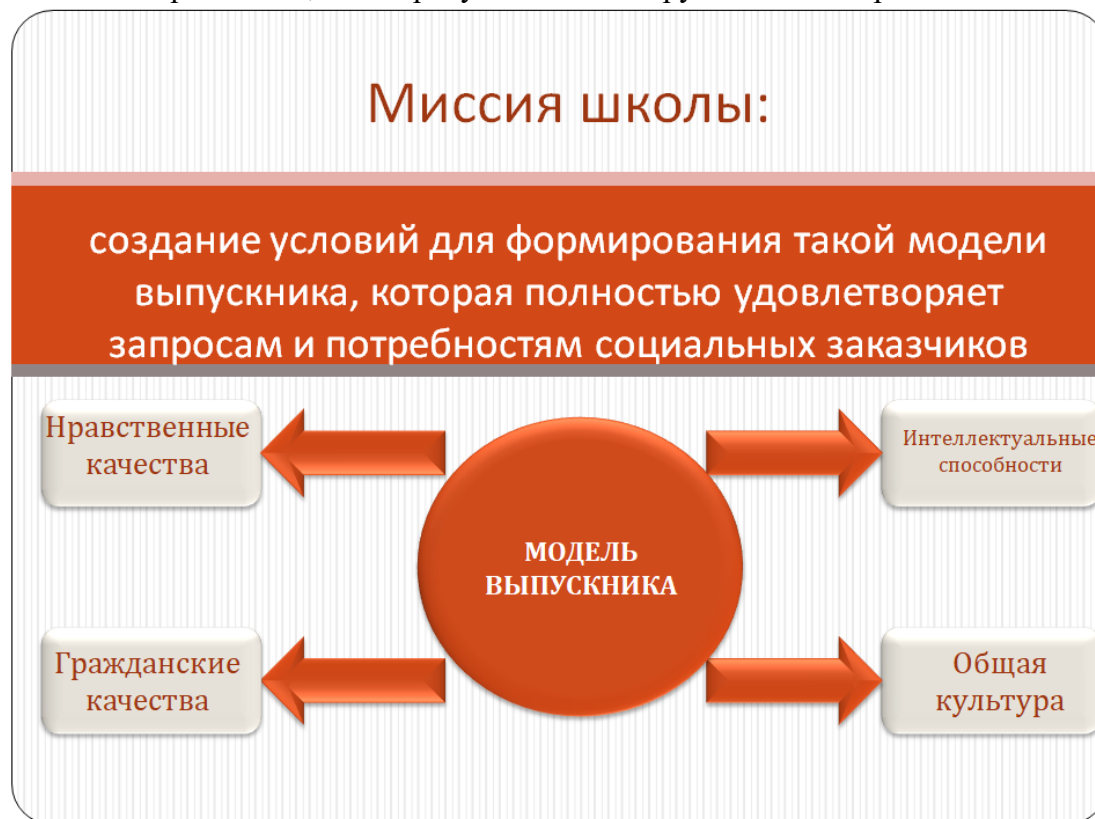 Миссия школы:
создание условий для формирования такой модели
выпускника, которая полностью удовлетворяет
запросам и потребностям социальных заказчиков
Нравственные
качества
Интеллектуальные
способности
МОДЕЛЬ
ВЫПУСКНИКА
Гражданские
качества
Общая
культура